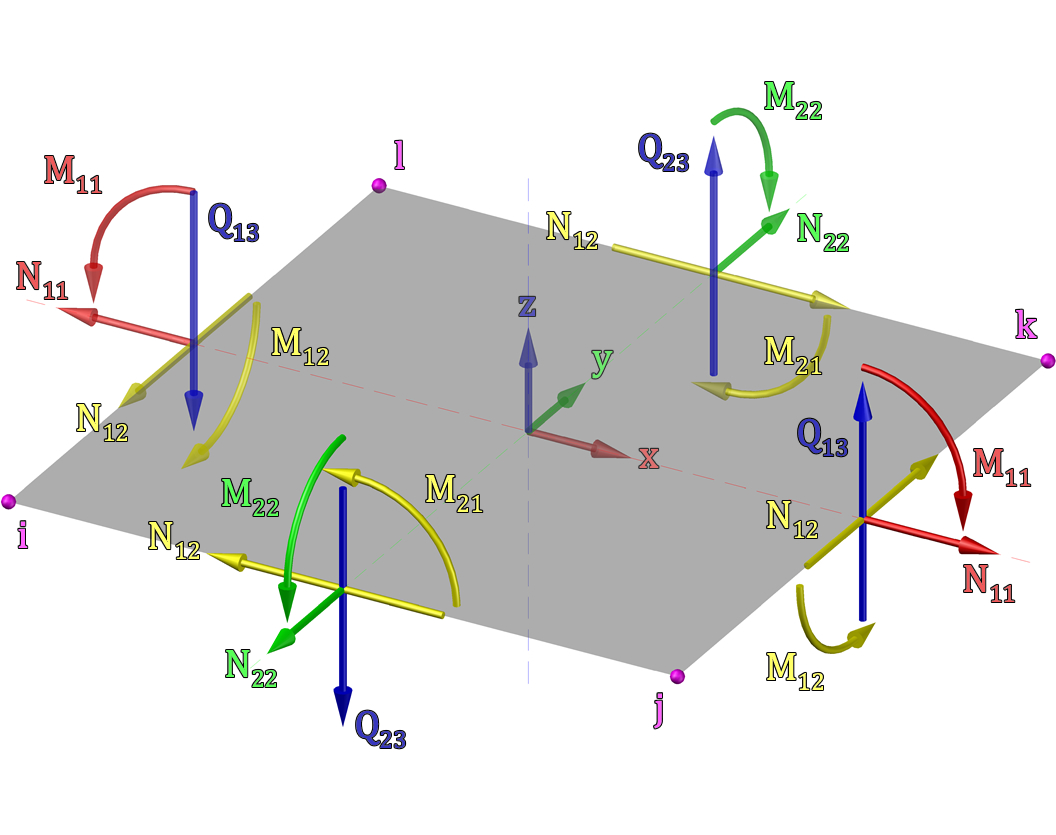 M₂₂
l
Q₂₃
M₁₁
Q₁₃
N₁₂
N₂₂
N₁₁
z
k
M₁₂
y
M₂₁
N₁₂
Q₁₃
x
M₁₁
M₂₂
M₂₁
N₁₂
i
N₁₂
N₁₁
N₂₂
M₁₂
j
Q₂₃